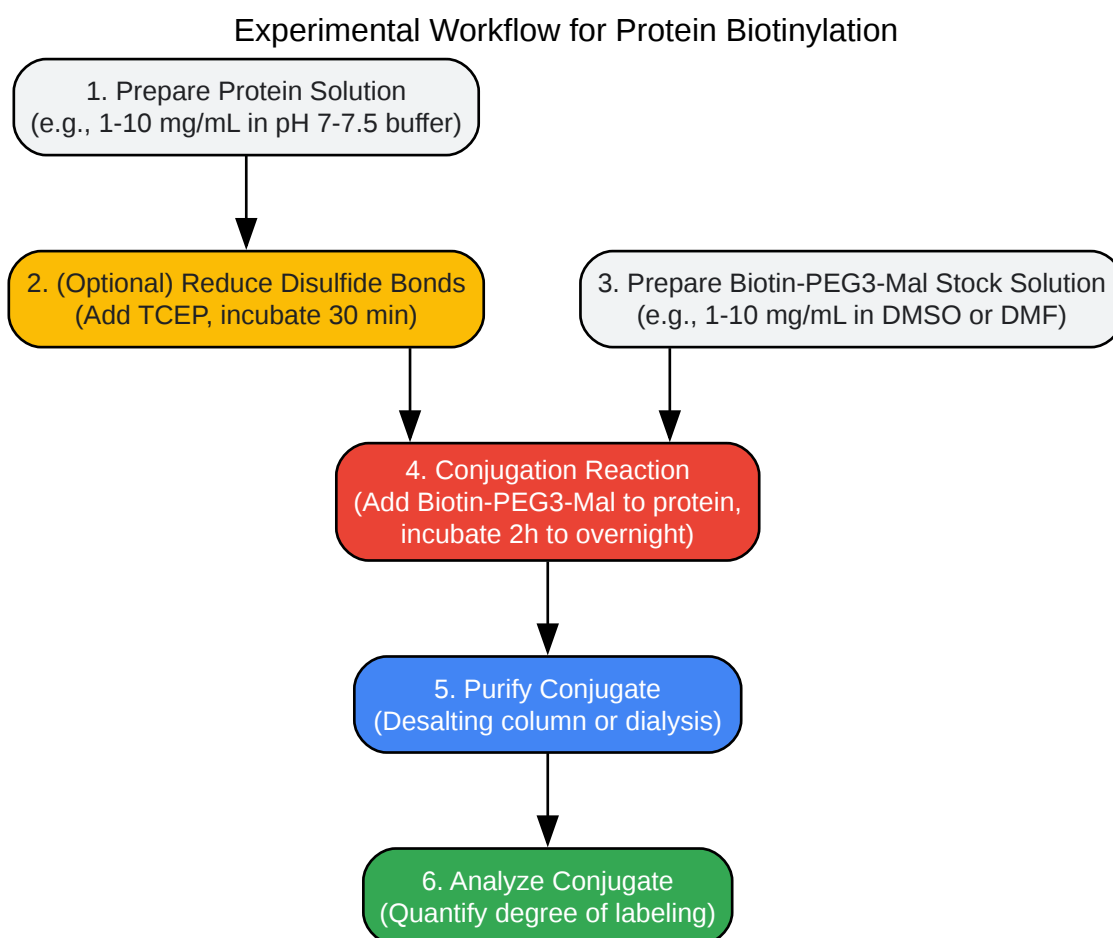 Experimental Workflow for Protein Biotinylation
1. Prepare Protein Solution
(e.g., 1-10 mg/mL in pH 7-7.5 buffer)
2. (Optional) Reduce Disulfide Bonds
(Add TCEP, incubate 30 min)
3. Prepare Biotin-PEG3-Mal Stock Solution
(e.g., 1-10 mg/mL in DMSO or DMF)
4. Conjugation Reaction
(Add Biotin-PEG3-Mal to protein,
incubate 2h to overnight)
5. Purify Conjugate
(Desalting column or dialysis)
6. Analyze Conjugate
(Quantify degree of labeling)